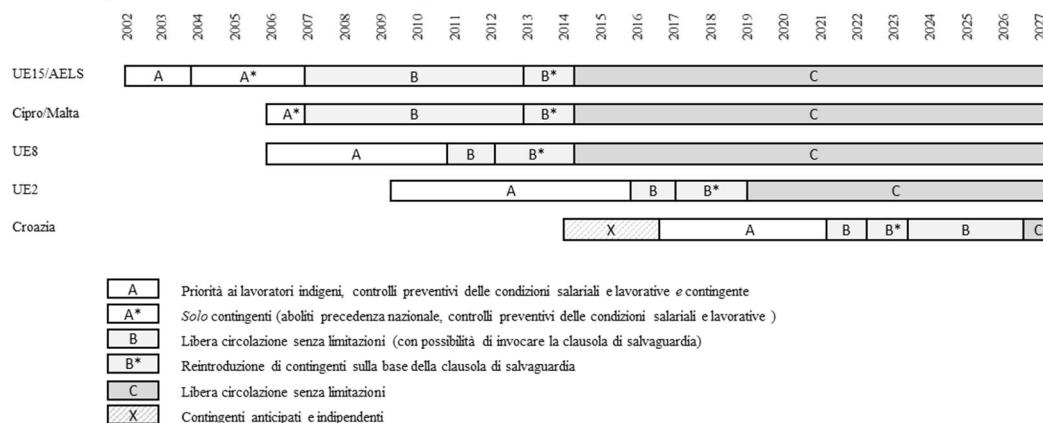 2002 2003 2004 2005 2006 2007 2008 2009 2010 2011 2012 2013 2014 2015 2016 2017 2018 2019 2020 2021 2022 2023 2024 2025 2026 2027
UE15/AELS A A* B B* C
Cipro/Malta A* B B* C
UE8 A B B* C
UE2 A B B* C
Croazia X A B B* B C
A Priorità ai lavoratori indigeni, controlli preventivi delle condizioni salariali e lavorative e contingente
A* Solo contingenti (aboliti precedenza nazionale, controlli preventivi delle condizioni salariali e lavorative )
B Libera circolazione senza limitazioni (con possibilità di invocare la clausola di salvaguardia)
B* Reintroduzione di contingenti sulla base della clausola di salvaguardia
C Libera circolazione senza limitazioni
X Contingenti anticipati e indipendenti